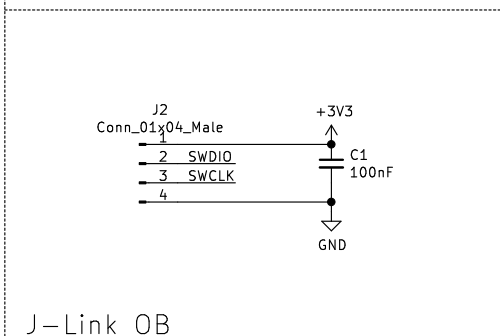 J2
Conn_01x04_Male
+3V3
1
2 SWDIO
3 SWCLK
4
C1
100nF
GND
J-Link OB